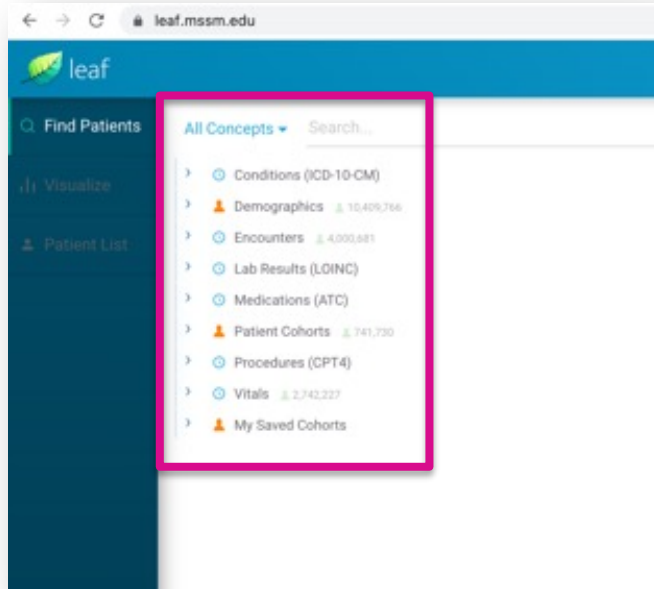 leaf.mssm.edu
leaf
Find Patients
Visualize
Patient List
All Concepts Search...
Conditions (ICD-10-CM)
Demographics 10,409,766
Encounters 4,000,681
Lab Results (LOINC)
Medications (ATC)
Patient Cohorts 741,730
Procedures (CPT4)
Vitals 2,742,227
My Saved Cohorts